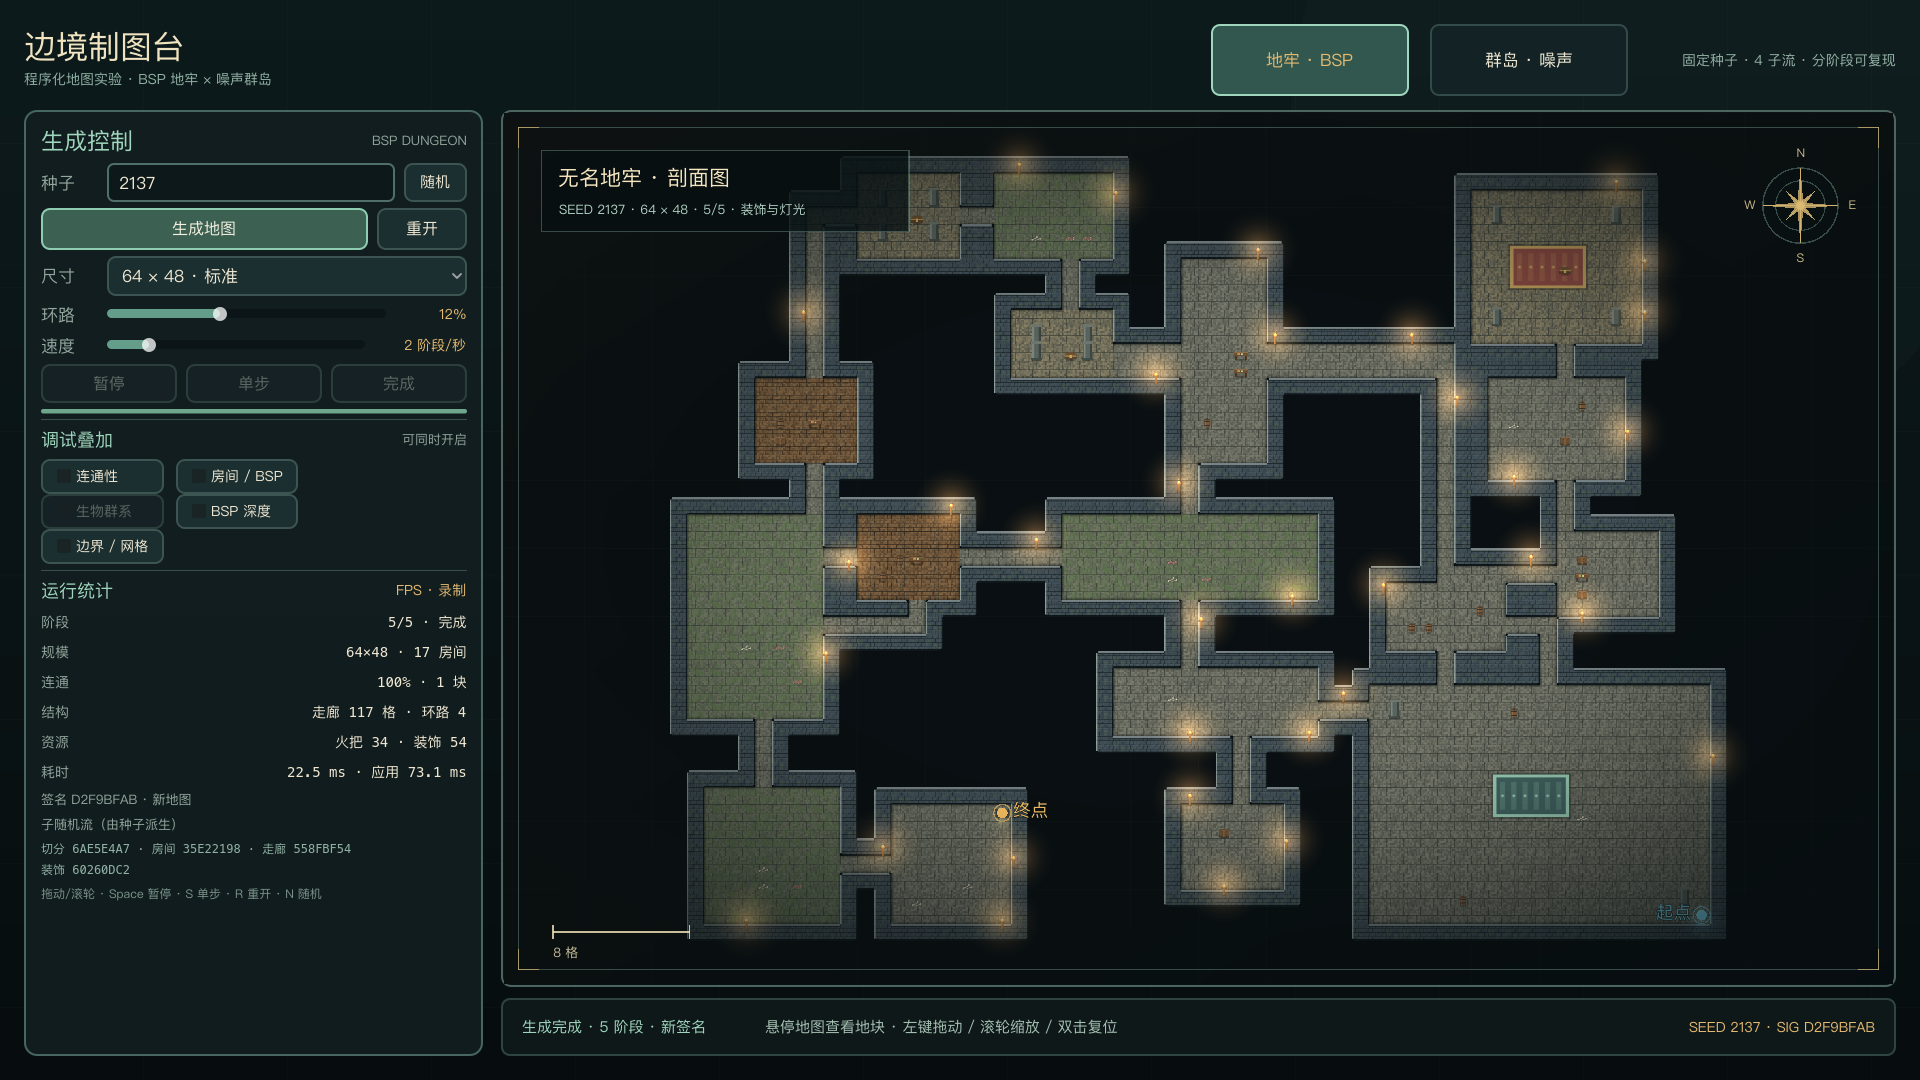 边境制图台
程序化地图实验 · BSP 地牢 × 噪声群岛
地牢 · BSP
群岛 · 噪声
固定种子 · 4 子流 · 分阶段可复现
生成控制
BSP DUNGEON
种子
2137
随机
生成地图
重开
尺寸
64 × 48 · 标准
环路
12%
速度
2 阶段/秒
暂停
单步
完成
调试叠加
可同时开启
连通性
房间 / BSP
生物群系
BSP 深度
边界 / 网格
运行统计
FPS · 录制
阶段
5/5 · 完成
规模
64×48 · 17 房间
连通
100% · 1 块
结构
走廊 117 格 · 环路 4
资源
火把 34 · 装饰 54
耗时
22.5 ms · 应用 73.1 ms
签名 D2F9BFAB · 新地图
子随机流（由种子派生）
切分 6AE5E4A7 · 房间 35E22198 · 走廊 558FBF54
装饰 60260DC2
拖动/滚轮 · Space 暂停 · S 单步 · R 重开 · N 随机
无名地牢 · 剖面图
SEED 2137 · 64 × 48 · 5/5 · 装饰与灯光
N
W
E
S
终点
起点
8 格
生成完成 · 5 阶段 · 新签名
悬停地图查看地块 · 左键拖动 / 滚轮缩放 / 双击复位
SEED 2137 · SIG D2F9BFAB